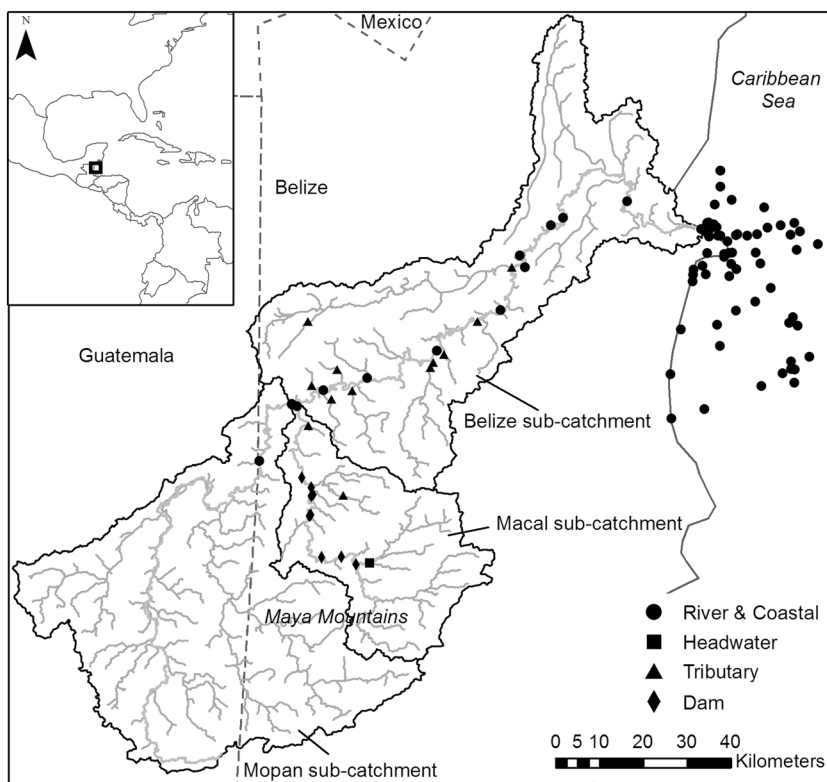 N
Mexico
Caribbean
Sea
Belize
Guatemala
Belize sub-catchment
Macal sub-catchment
Maya Mountains
Mopan sub-catchment
River & Coastal
Headwater
Tributary
Dam
0 5 10 20 30 40
Kilometers